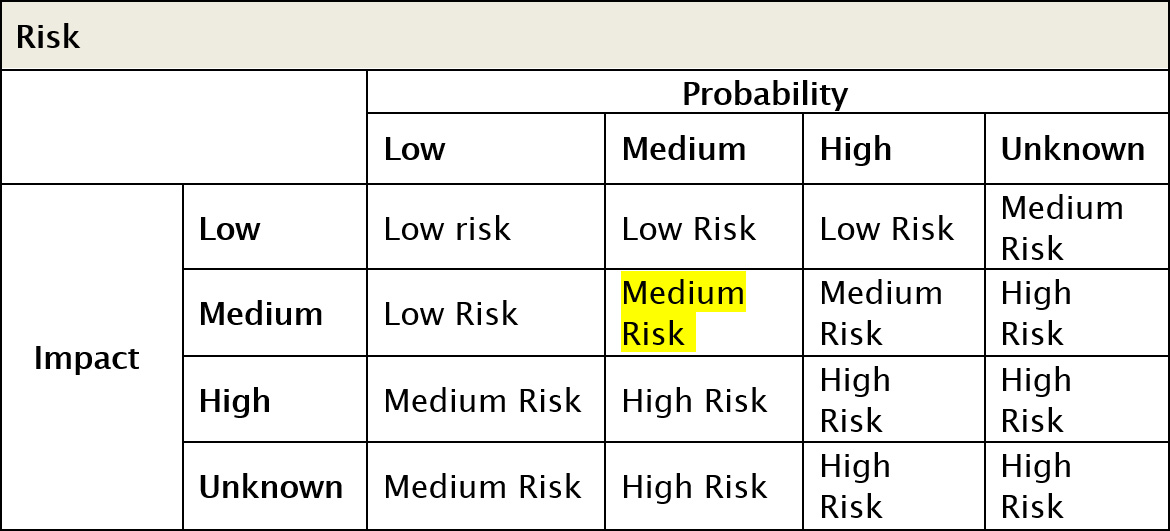 Risk
Probability
Low Medium High Unknown
Impact
Low Low risk Low Risk Low Risk Medium Risk
Medium Low Risk Medium Risk Medium Risk High Risk
High Medium Risk High Risk High Risk High Risk
Unknown Medium Risk High Risk High Risk High Risk